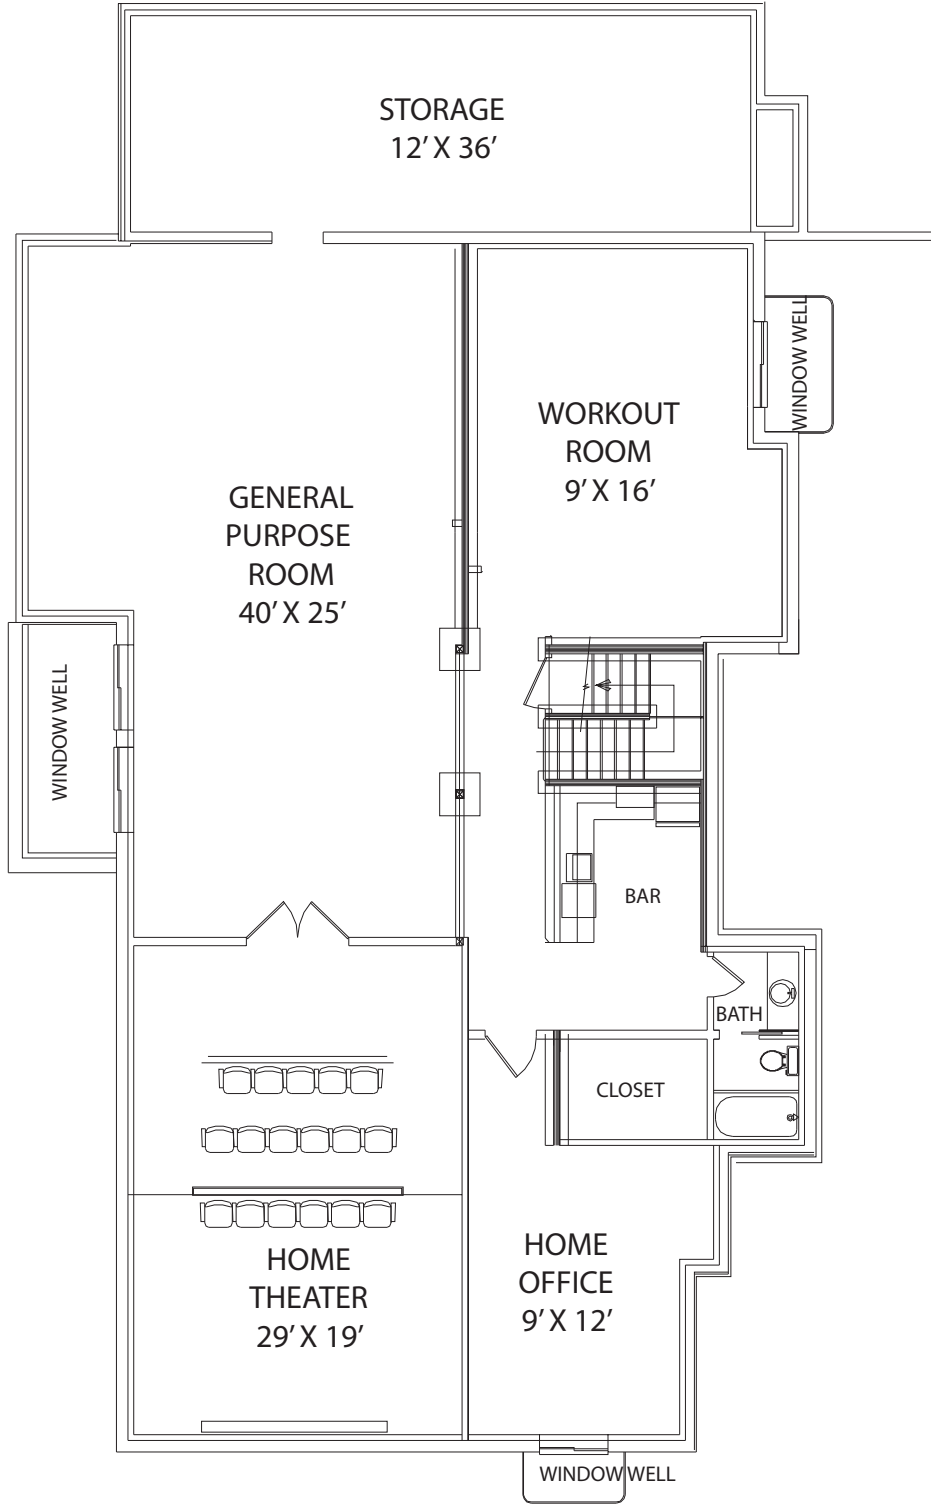 STORAGE
12’ X 36’
WINDOW WELL
WORKOUT
ROOM
9’ X 16’
GENERAL
PURPOSE
ROOM
40’ X 25’
WINDOW WELL
BAR
BATH
CLOSET
HOME
THEATER
29’ X 19’
HOME
OFFICE
9’ X 12’
WINDOW WELL